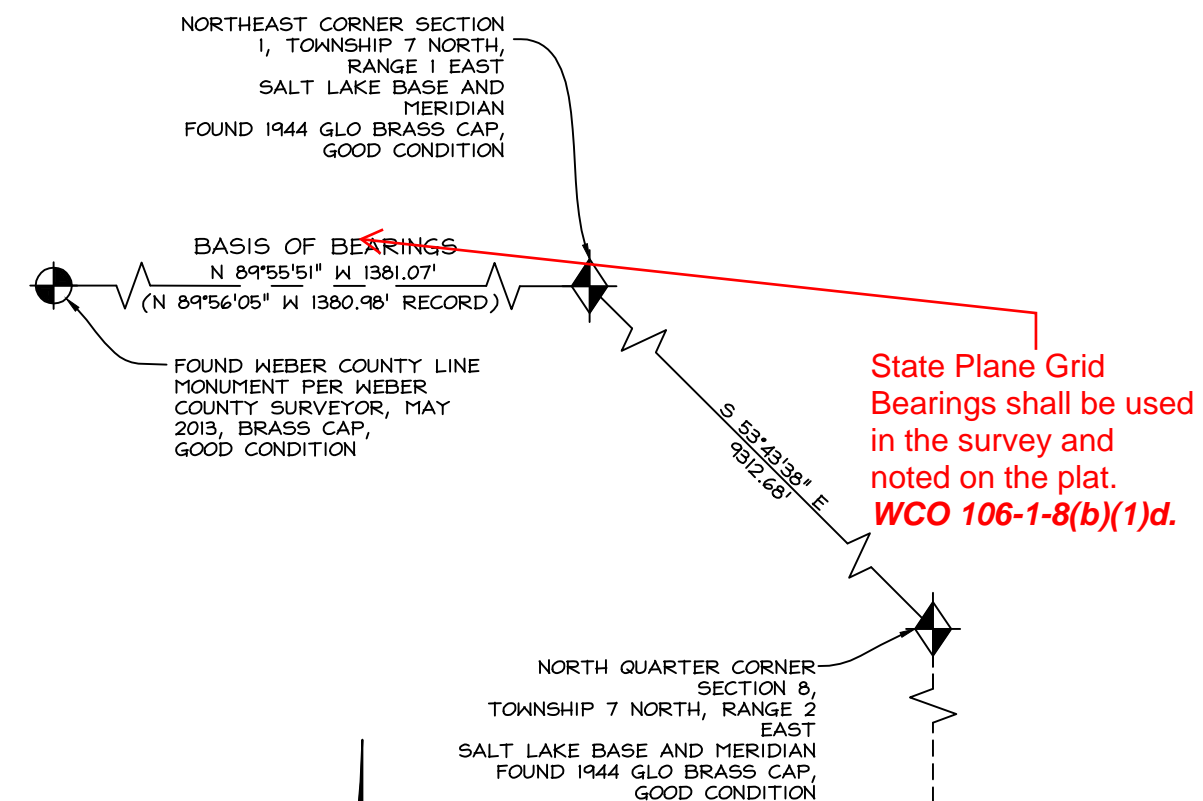 NORTHEAST CORNER SECTION
1, TOWNSHIP 7 NORTH,
RANGE 1 EAST
SALT LAKE BASE AND
MERIDIAN
FOUND 1944 GLO BRASS CAP,
GOOD CONDITION
BASIS OF BEARINGS
N 89°55'51" W 1381.07'
(N 89°56'05" W 1380.98' RECORD)
FOUND WEBER COUNTY LINE
MONUMENT PER WEBER
COUNTY SURVEYOR, MAY
2013, BRASS CAP,
GOOD CONDITION
State Plane Grid
Bearings shall be used
in the survey and
noted on the plat.
WCO 106-1-8(b)(1)d.
S 53°43'38" E
9312.68'
NORTH QUARTER CORNER
SECTION 8,
TOWNSHIP 7 NORTH, RANGE 2
EAST
SALT LAKE BASE AND MERIDIAN
FOUND 1944 GLO BRASS CAP,
GOOD CONDITION